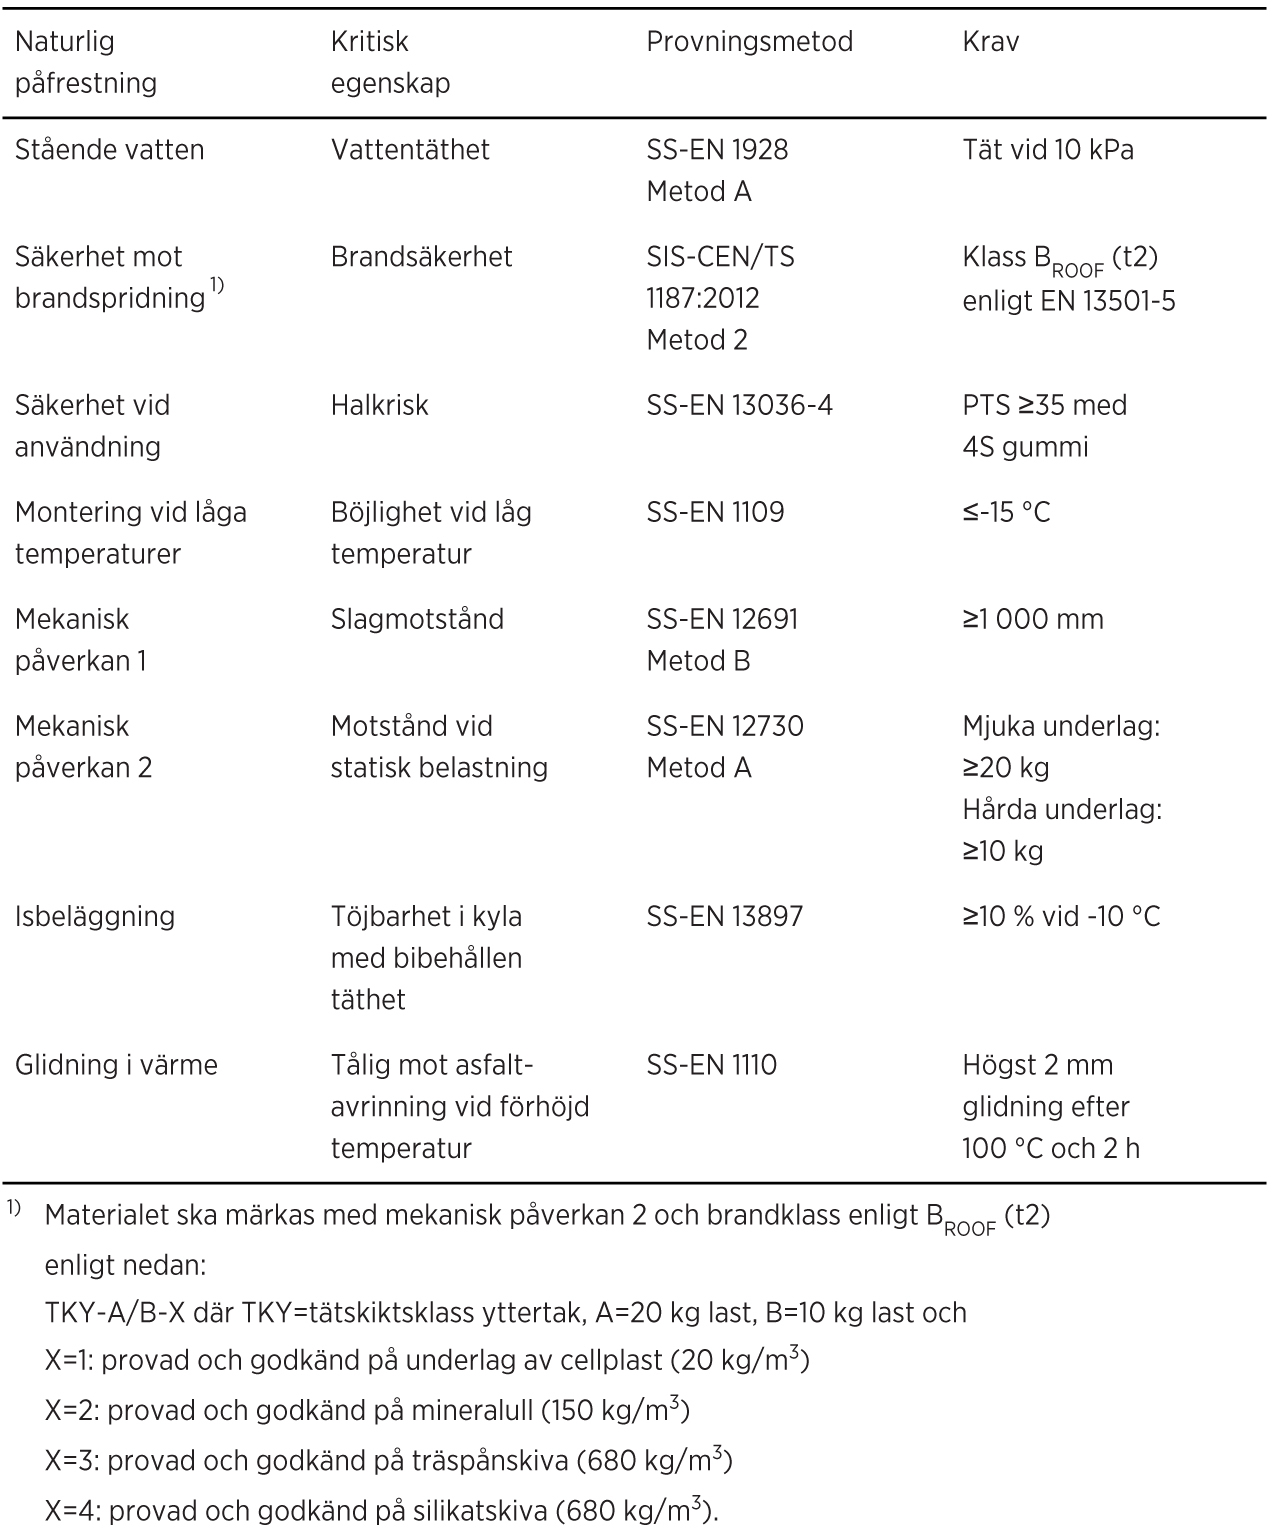 Naturlig påfrestning	Kritisk egenskap	Provningsmetod	Krav
Stående vatten	Vattentäthet	SS-EN 1928 Metod A	Tät vid 10 kPa
Säkerhet mot brandspridning 1)	Brandsäkerhet	SIS-CEN/TS 1187:2012 Metod 2	Klass BROOF (t2) enligt EN 13501-5
Säkerhet vid användning	Halkrisk	SS-EN 13036-4	PTS ≥35 med 4S gummi
Montering vid låga temperaturer	Böjlighet vid låg temperatur	SS-EN 1109	≤-15 °C
Mekanisk påverkan 1	Slagmotstånd	SS-EN 12691 Metod B	≥1 000 mm
Mekanisk påverkan 2	Motstånd vid statisk belastning	SS-EN 12730 Metod A	Mjuka underlag: ≥20 kg Hårda underlag: ≥10 kg
Isbeläggning	Töjbarhet i kyla med bibehållen täthet	SS-EN 13897	≥10 % vid -10 °C
Glidning i värme	Tålig mot asfalt-avrinning vid förhöjd temperatur	SS-EN 1110	Högst 2 mm glidning efter 100 °C och 2 h
1) Materialet ska märkas med mekanisk påverkan 2 och brandklass enligt BROOF (t2)
enligt nedan:
TKY-A/B-X där TKY=tätskiktsklass yttertak, A=20 kg last, B=10 kg last och
X=1: provad och godkänd på underlag av cellplast (20 kg/m³)
X=2: provad och godkänd på mineralull (150 kg/m³)
X=3: provad och godkänd på träspånskiva (680 kg/m³)
X=4: provad och godkänd på silikatskiva (680 kg/m³).